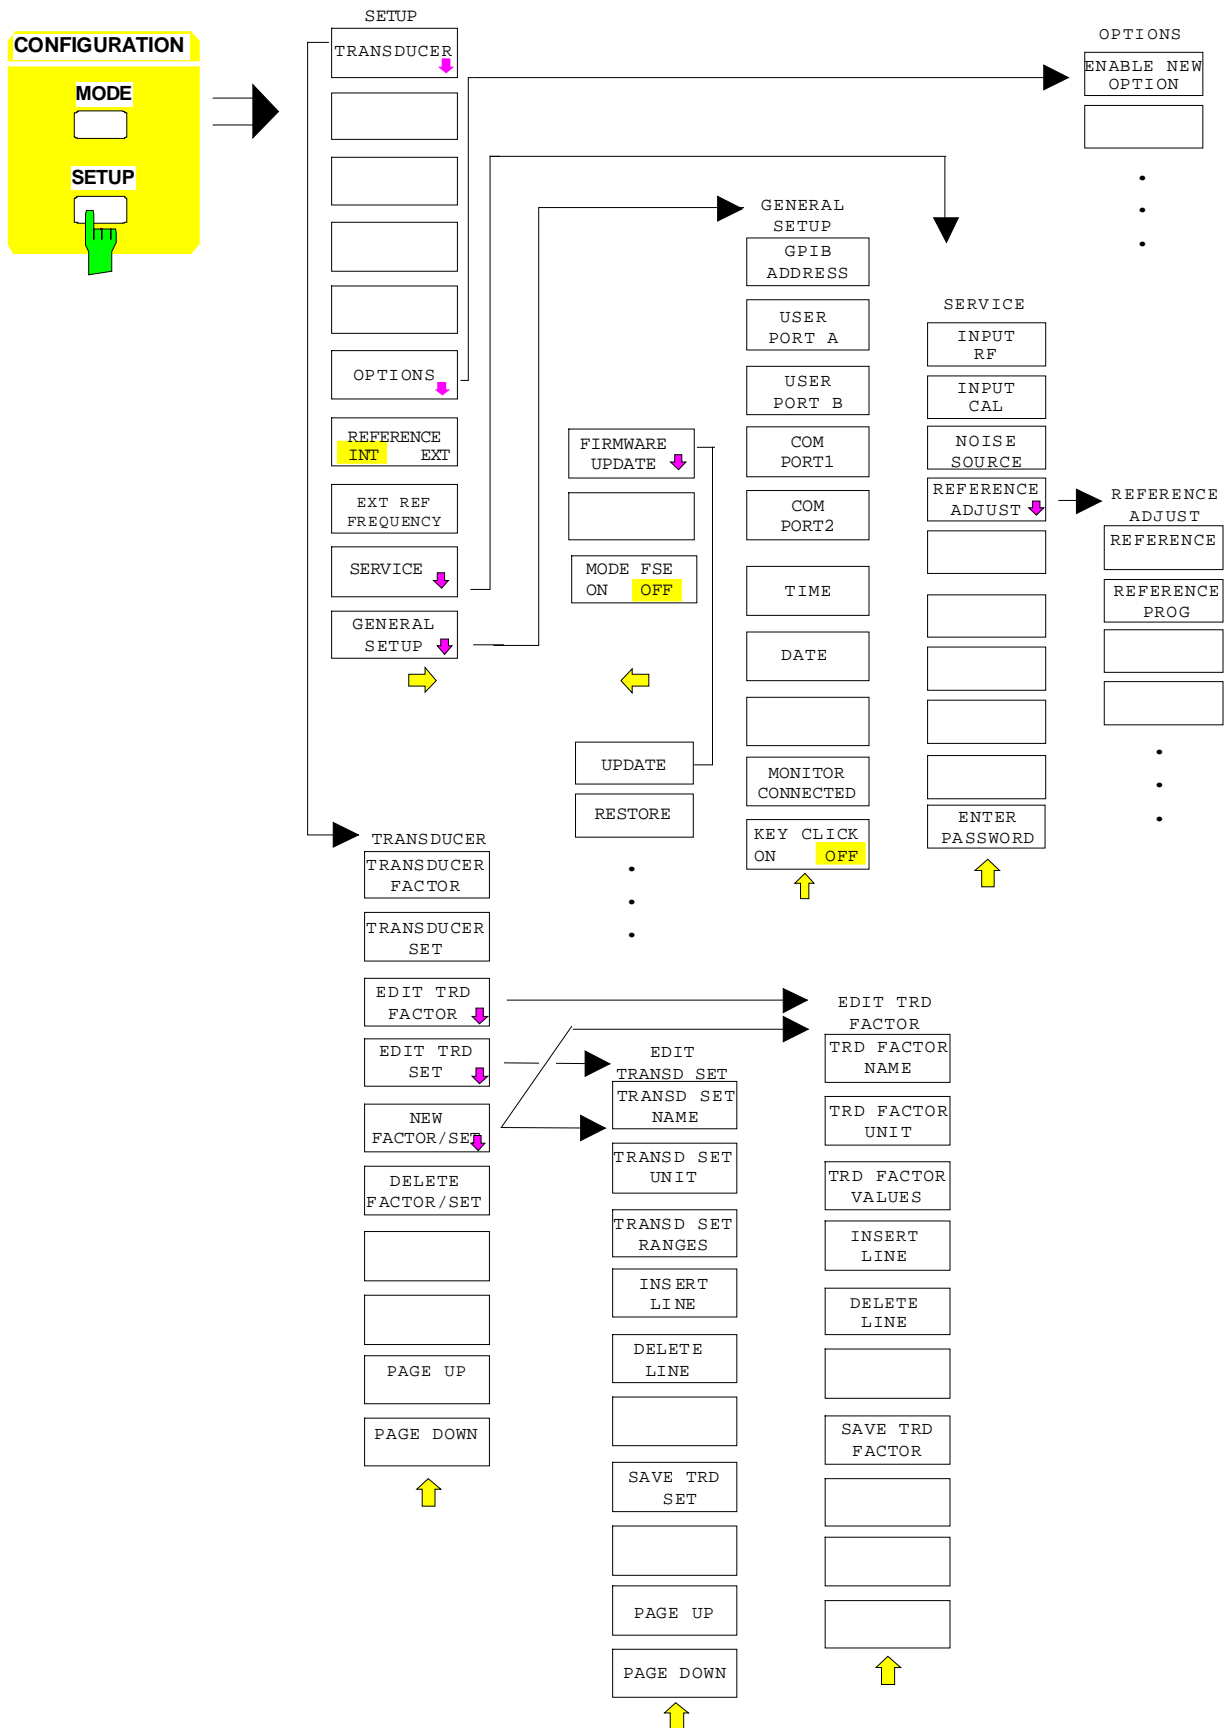 CONFIGURATION
MODE
SETUP
SETUP
TRANSDUCER
OPTIONS
REFERENCE
INT EXT
EXT REF
FREQUENCY
SERVICE
GENERAL
SETUP
FIRMWARE
UPDATE
MODE FSE
ON OFF
UPDATE
RESTORE
GENERAL
SETUP
GPIB
ADDRESS
USER
PORT A
USER
PORT B
COM
PORT1
COM
PORT2
TIME
DATE
MONITOR
CONNECTED
KEY CLICK
ON OFF
SERVICE
INPUT
RF
INPUT
CAL
NOISE
SOURCE
REFERENCE
ADJUST
ENTER
PASSWORD
OPTIONS
ENABLE NEW
OPTION
REFERENCE
ADJUST
REFERENCE
REFERENCE
PROG
TRANSDUCER
TRANSDUCER
FACTOR
TRANSDUCER
SET
EDIT TRD
FACTOR
EDIT TRD
SET
NEW
FACTOR/SET
DELETE
FACTOR/SET
PAGE UP
PAGE DOWN
EDIT
TRANSD SET
TRANSD SET
NAME
TRANSD SET
UNIT
TRANSD SET
RANGES
INSERT
LINE
DELETE
LINE
SAVE TRD
SET
PAGE UP
PAGE DOWN
EDIT TRD
FACTOR
TRD FACTOR
NAME
TRD FACTOR
UNIT
TRD FACTOR
VALUES
INSERT
LINE
DELETE
LINE
SAVE TRD
FACTOR